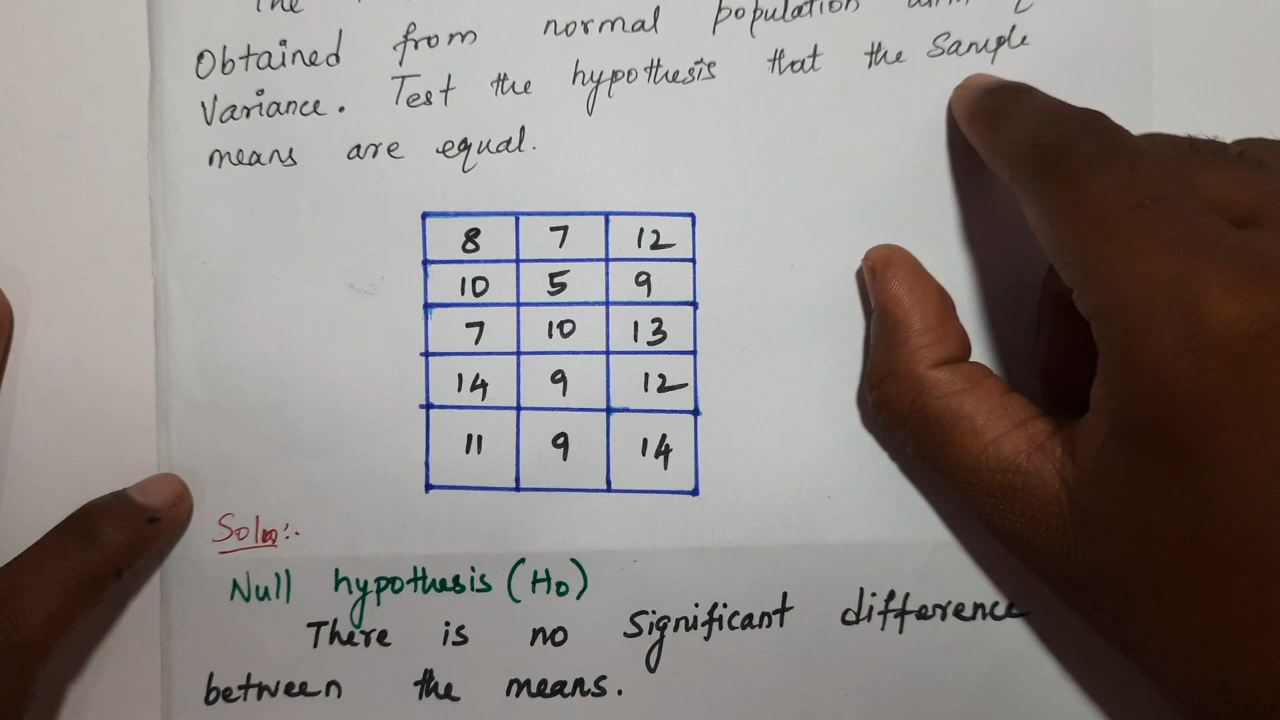 The
Obtained from normal population
Variance. Test the hypothesis that the Sample
means are equal.
8 7 12
10 5 9
7 10 13
14 9 12
11 9 14
Soln:.
Null hypothesis (H0)
There is no significant difference
between the means.